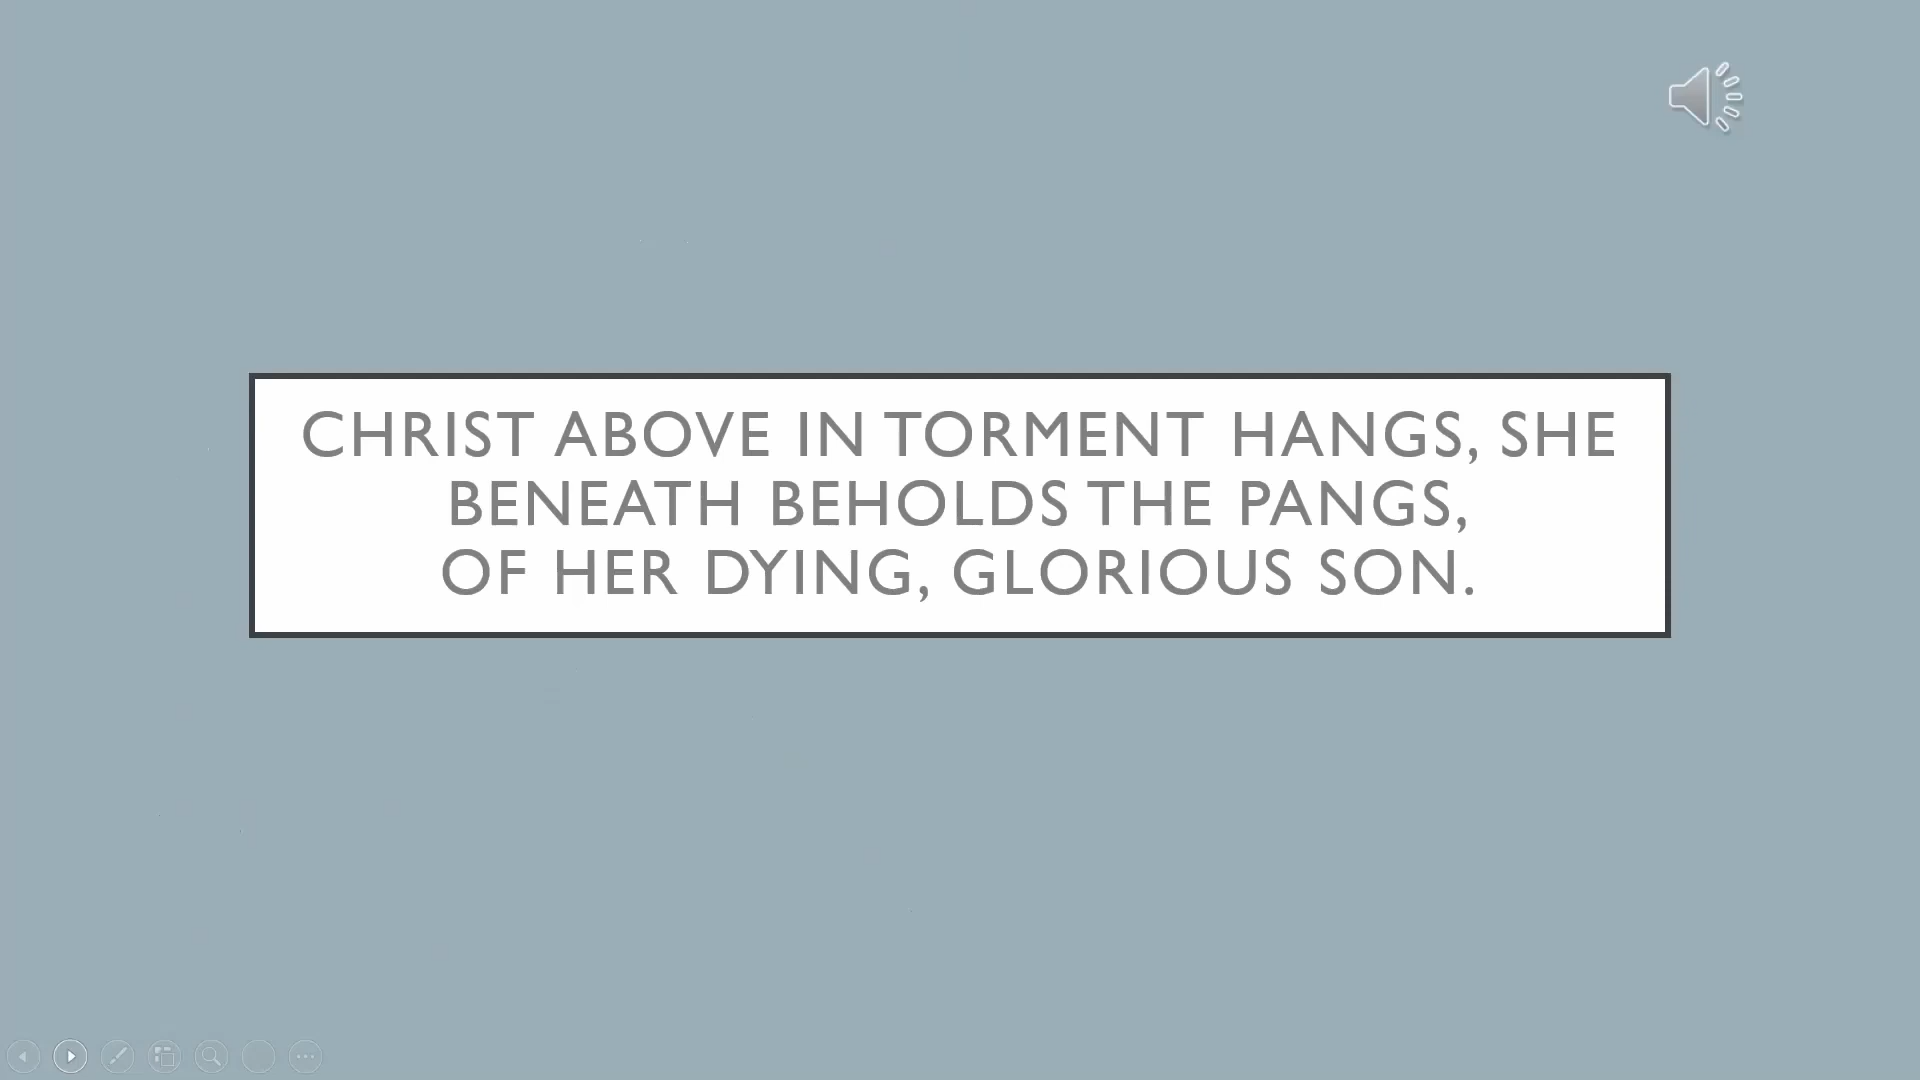 CHRIST ABOVE IN TORMENT HANGS, SHE
BENEATH BEHOLDS THE PANGS,
OF HER DYING, GLORIOUS SON.